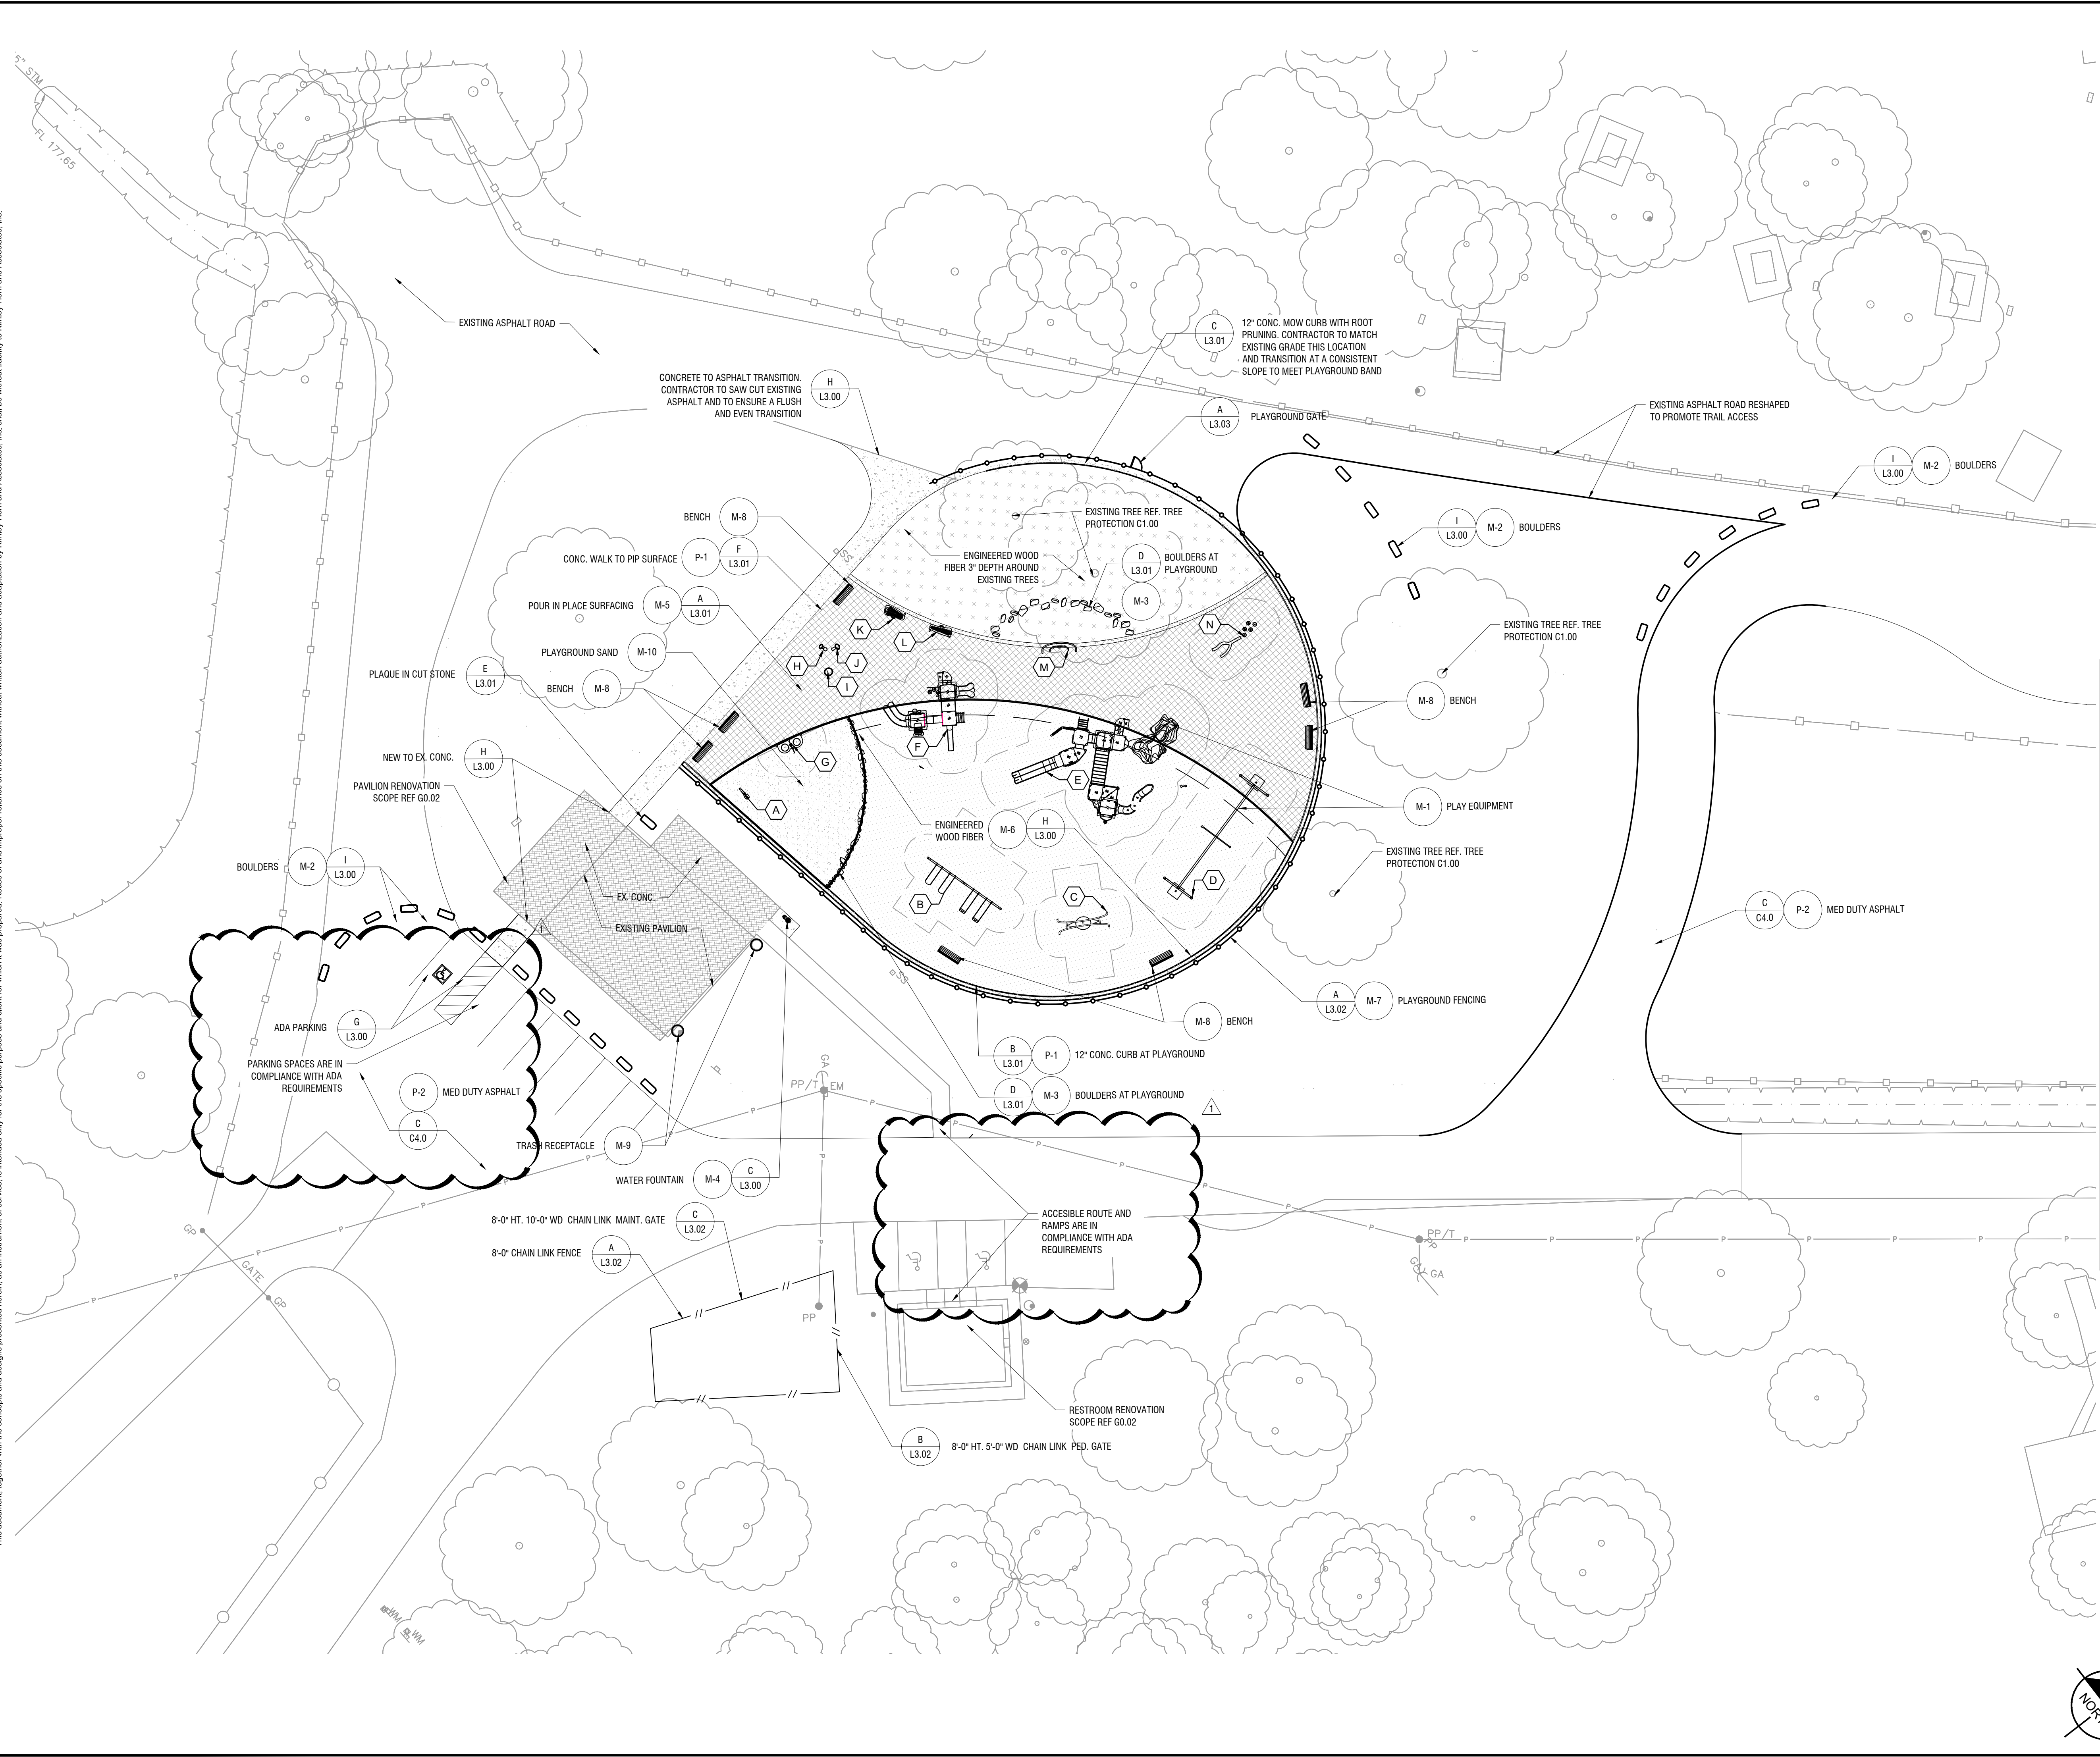 5" STM
FL 177.65
EXISTING ASPHALT ROAD
C
L3.01
12" CONC. MOW CURB WITH ROOT
PRUNING. CONTRACTOR TO MATCH
EXISTING GRADE THIS LOCATION
AND TRANSITION AT A CONSISTENT
SLOPE TO MEET PLAYGROUND BAND
CONCRETE TO ASPHALT TRANSITION.
CONTRACTOR TO SAW CUT EXISTING
ASPHALT AND TO ENSURE A FLUSH
AND EVEN TRANSITION
H
L3.00
A
L3.03
PLAYGROUND GATE
EXISTING ASPHALT ROAD RESHAPED
TO PROMOTE TRAIL ACCESS
I
L3.00
M-2
BOULDERS
BENCH
M-8
EXISTING TREE REF. TREE
PROTECTION C1.00
I
L3.00
M-2
BOULDERS
SS
CONC. WALK TO PIP SURFACE
P-1
F
L3.01
ENGINEERED WOOD
FIBER 3" DEPTH AROUND
EXISTING TREES
D
L3.01
BOULDERS AT
PLAYGROUND
M-3
POUR IN PLACE SURFACING
M-5
A
L3.01
K
L
N
EXISTING TREE REF. TREE
PROTECTION C1.00
PLAYGROUND SAND
M-10
H
J
I
M
PLAQUE IN CUT STONE
E
L3.01
BENCH
M-8
M-8
BENCH
NEW TO EX. CONC.
H
L3.00
F
G
E
A
PAVILION RENOVATION
SCOPE REF G0.02
M-1
PLAY EQUIPMENT
ENGINEERED
WOOD FIBER
M-6
H
L3.00
EXISTING TREE REF. TREE
PROTECTION C1.00
BOULDERS
M-2
I
L3.00
EX. CONC.
B
C
D
C
C4.0
P-2
MED DUTY ASPHALT
1
EXISTING PAVILION
SS
ADA PARKING
G
L3.00
A
L3.02
M-7
PLAYGROUND FENCING
M-8
BENCH
PARKING SPACES ARE IN
COMPLIANCE WITH ADA
REQUIREMENTS
B
L3.01
P-1
12" CONC. CURB AT PLAYGROUND
P-2
MED DUTY ASPHALT
GA
PP/T
EM
D
L3.01
M-3
BOULDERS AT PLAYGROUND
1
C
C4.0
TRASH RECEPTACLE
M-9
WATER FOUNTAIN
M-4
C
L3.00
8'-0" HT. 10'-0" WD CHAIN LINK MAINT. GATE
C
L3.02
ACCESIBLE ROUTE AND
RAMPS ARE IN
COMPLIANCE WITH ADA
REQUIREMENTS
8'-0" CHAIN LINK FENCE
A
L3.02
GP
GATE
GP
PP/T
GA
PP
RESTROOM RENOVATION
SCOPE REF G0.02
B
L3.02
8'-0" HT. 5'-0" WD CHAIN LINK PED. GATE
WM
WM